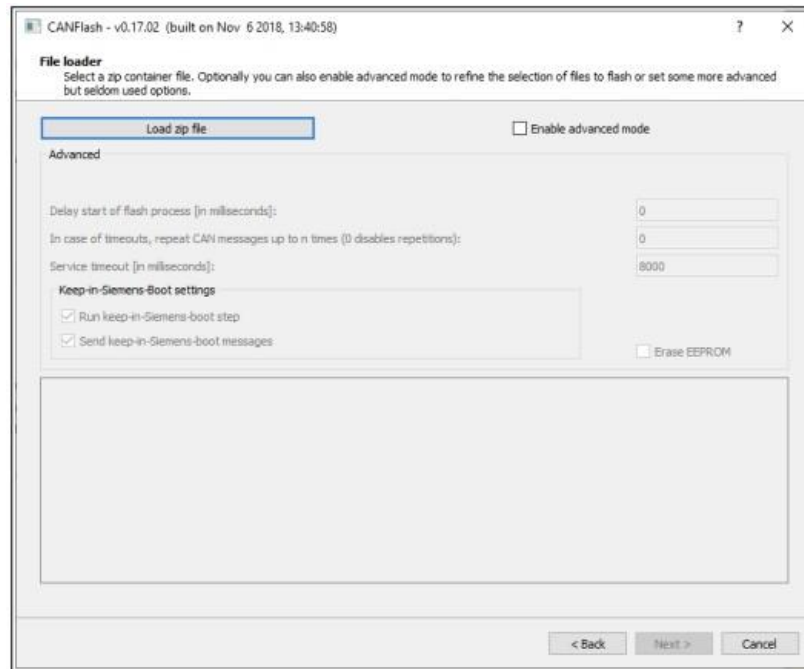 CANFlash - v0.17.02 (built on Nov 6 2018, 13:40:58)
?
File loader
Select a zip container file. Optionally you can also enable advanced mode to refine the selection of files to flash or set some more advanced
but seldom used options.
Load zip file
Enable advanced mode
Advanced
Delay start of flash process [in miliseconds]:
0
In case of timeouts, repeat CAN messages up to n times (0 disables repetitions):
0
Service timeout [in miliseconds]:
8000
Keep-in-Siemens-Boot settings
Run keep-in-Siemens-boot step
Send keep-in-Siemens-boot messages
Erase EEPROM
< Back
Next >
Cancel